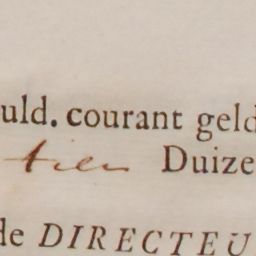 uld. courant geld
tien Duize
de DIRECTEU